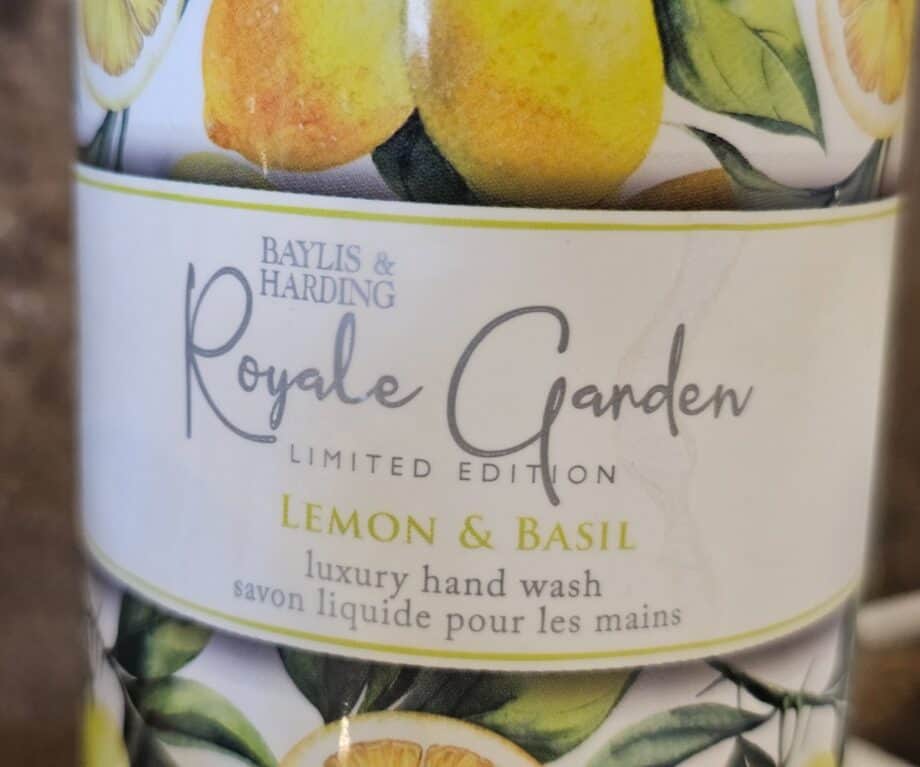 BAYLIS &
HARDING
Royale Garden
LIMITED EDITION
LEMON & BASIL
luxury hand wash
savon liquide pour les mains